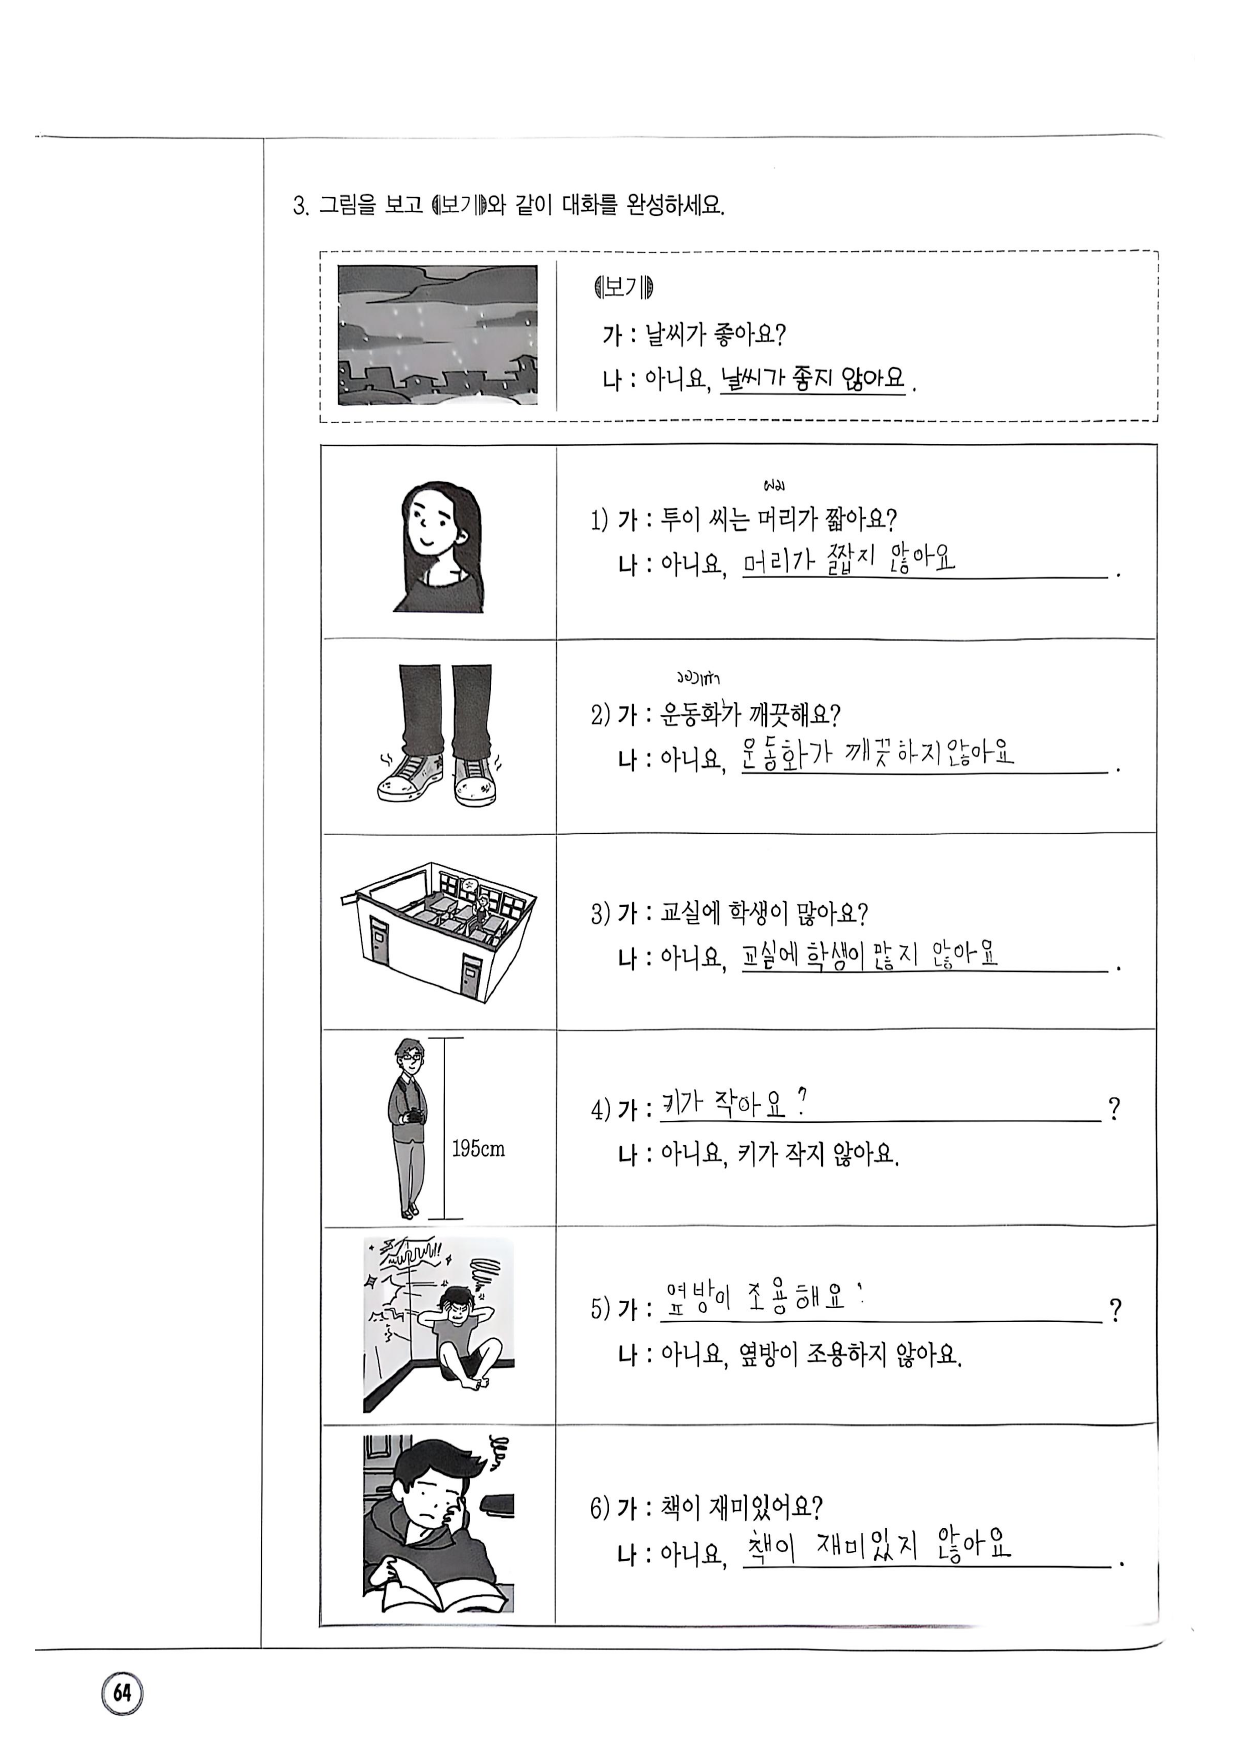 3. 그림을 보고 《보기》와 같이 대화를 완성하세요.
《보기》
가 : 날씨가 좋아요?
나 : 아니요, 날씨가 좋지 않아요.
ผม
1) 가 : 투이 씨는 머리가 짧아요?
나 : 아니요, 머리가 짧지 않아요.
รองเท้า
2) 가 : 운동화가 깨끗해요?
나 : 아니요, 운동화가 깨끗하지않아요.
3) 가 : 교실에 학생이 많아요?
나 : 아니요, 교실에 학생이 많지 않아요.
195cm
4) 가 : 키가 작아요? ?
나 : 아니요, 키가 작지 않아요.
5) 가 : 옆방이 조용해요 ?
나 : 아니요, 옆방이 조용하지 않아요.
6) 가 : 책이 재미있어요?
나 : 아니요, 책이 재미있지 않아요.
64